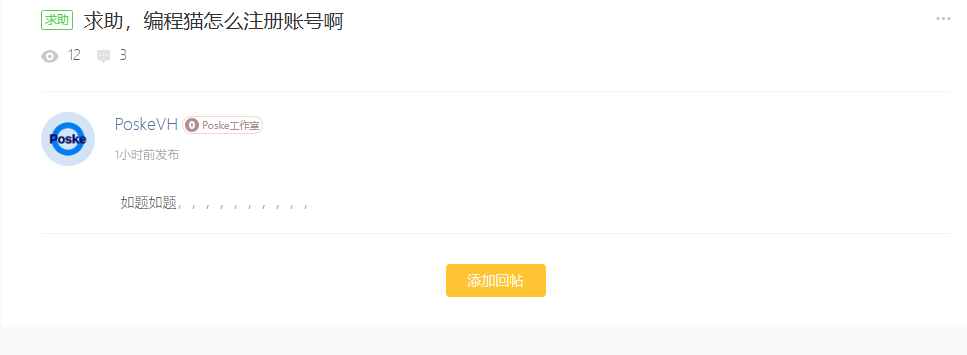 求助 求助，编程猫怎么注册账号啊
12 3
Poske
PoskeVH 0 Poske工作室
1小时前发布
如题如题，，，，，，，，，，
添加回帖